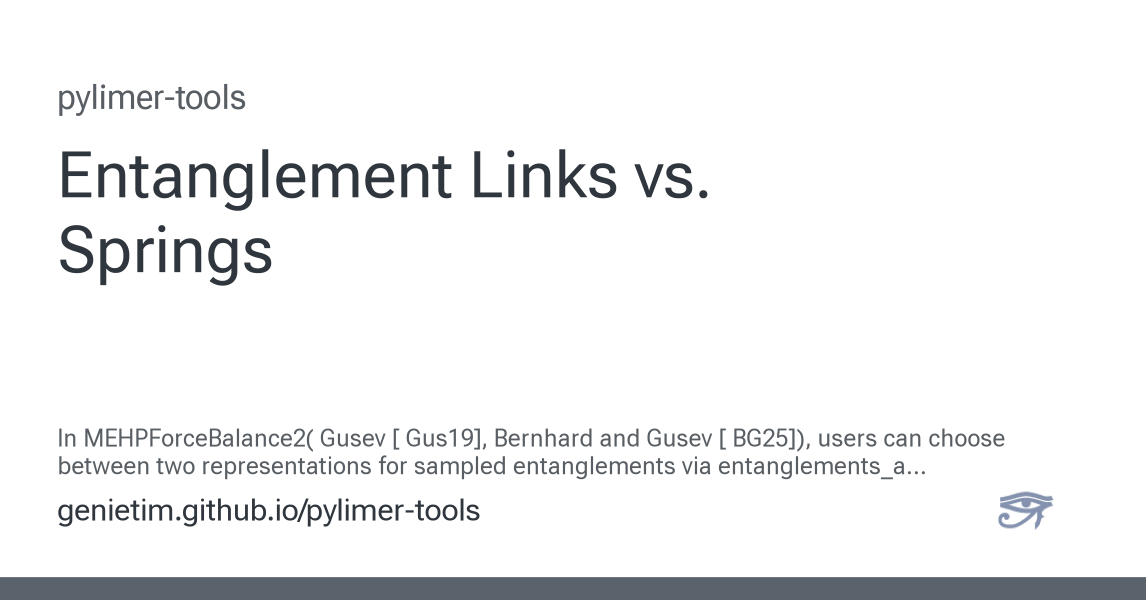 pylimer-tools
Entanglement Links vs.
Springs
In MEHPForceBalance2( Gusev [ Gus19], Bernhard and Gusev [ BG25]), users can choose
between two representations for sampled entanglements via entanglements_a...
genietim.github.io/pylimer-tools